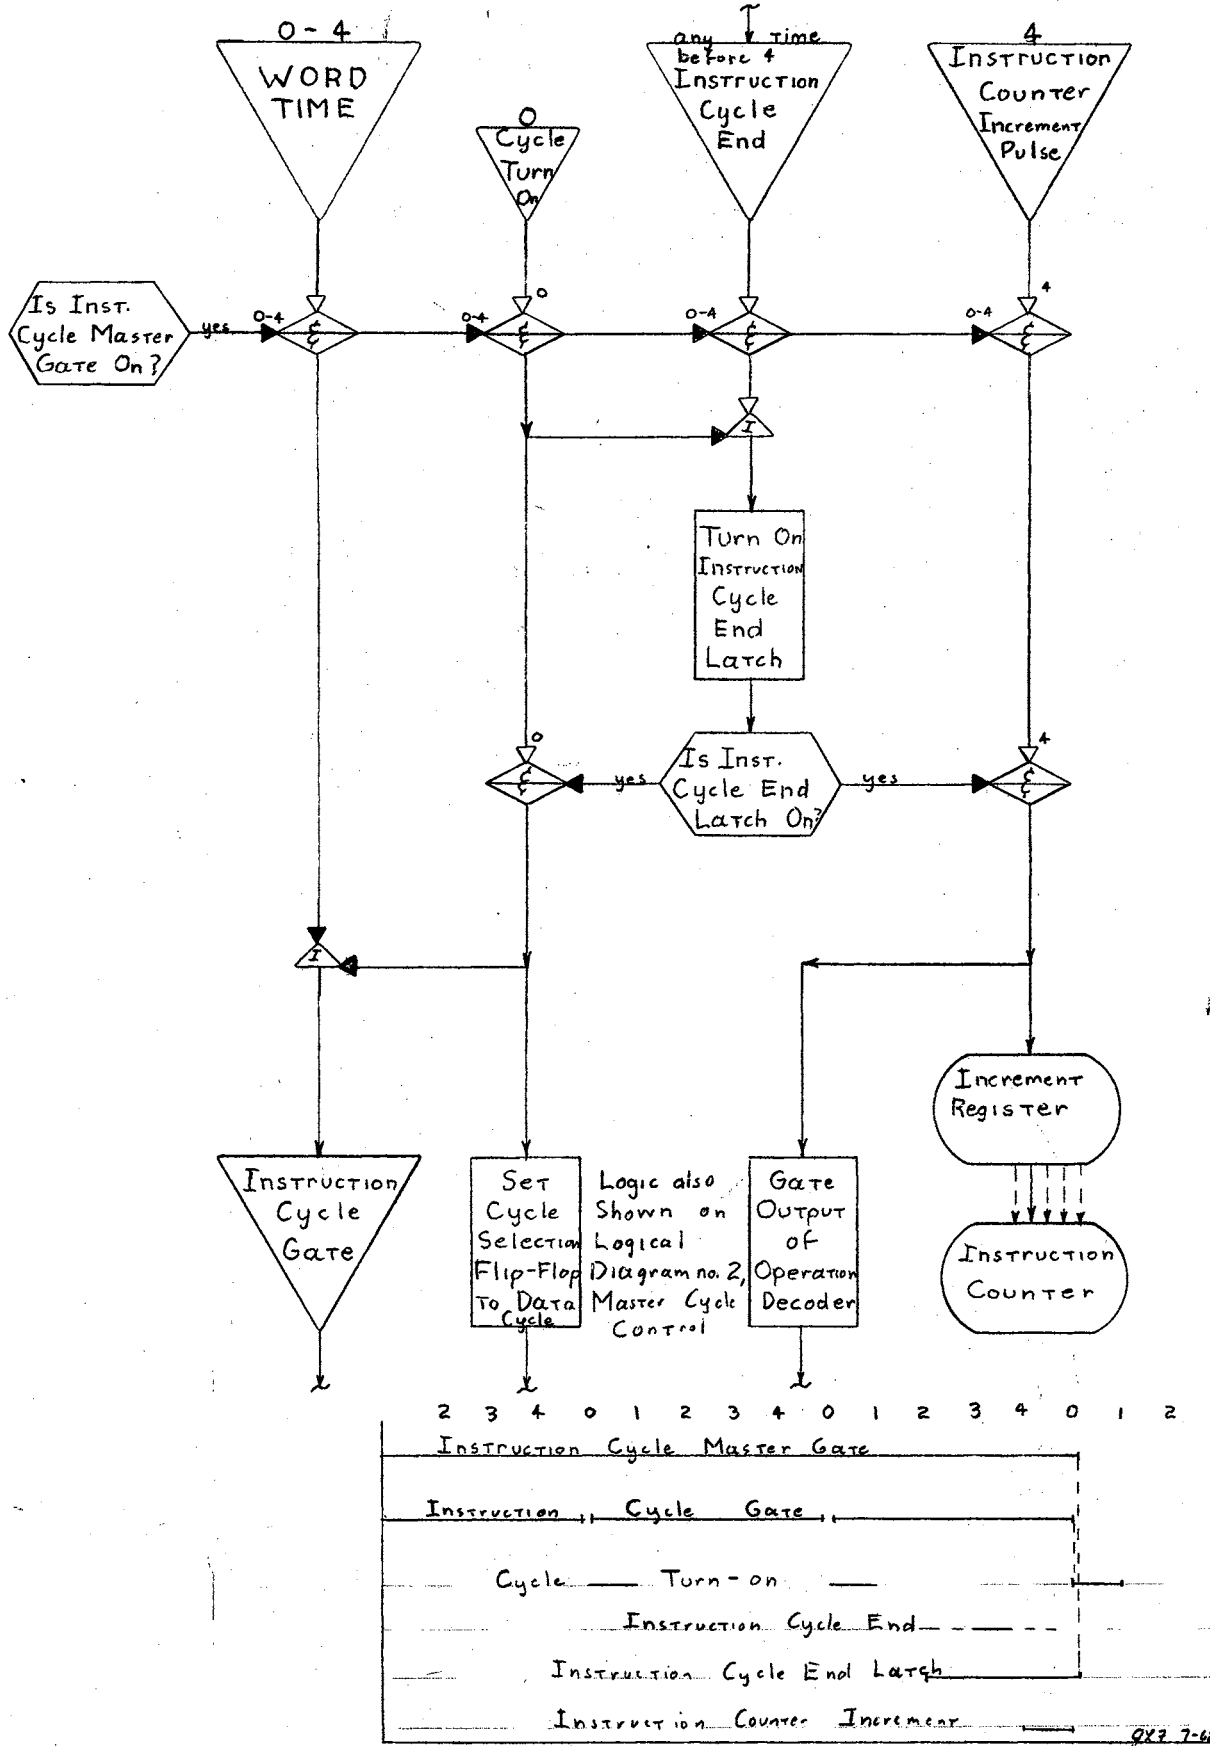 0 - 4
WORD
TIME
0
Cycle
Turn
On
any time
before 4
Instruction
Cycle
End
4
Instruction
Counter
Increment
Pulse
Is Inst.
Cycle Master
Gate On?
yes
0-4
&
0-4
0
&
0-4
&
0-4
4
&
I
Turn On
Instruction
Cycle
End
Latch
0
&
yes
Is Inst.
Cycle End
Latch On?
yes
4
&
I
Increment
Register
Instruction
Counter
Instruction
Cycle
Gate
Set
Cycle
Selection
Flip-Flop
To Data
Cycle
Logic also
Shown on
Logical
Diagram no. 2,
Master Cycle
Control
Gate
Output
of
Operation
Decoder
2 3 4 0 1 2 3 4 0 1 2 3 4 0 1 2
Instruction Cycle Master Gate
Instruction Cycle Gate
Cycle Turn-on
Instruction Cycle End
Instruction Cycle End Latch
Instruction Counter Increment